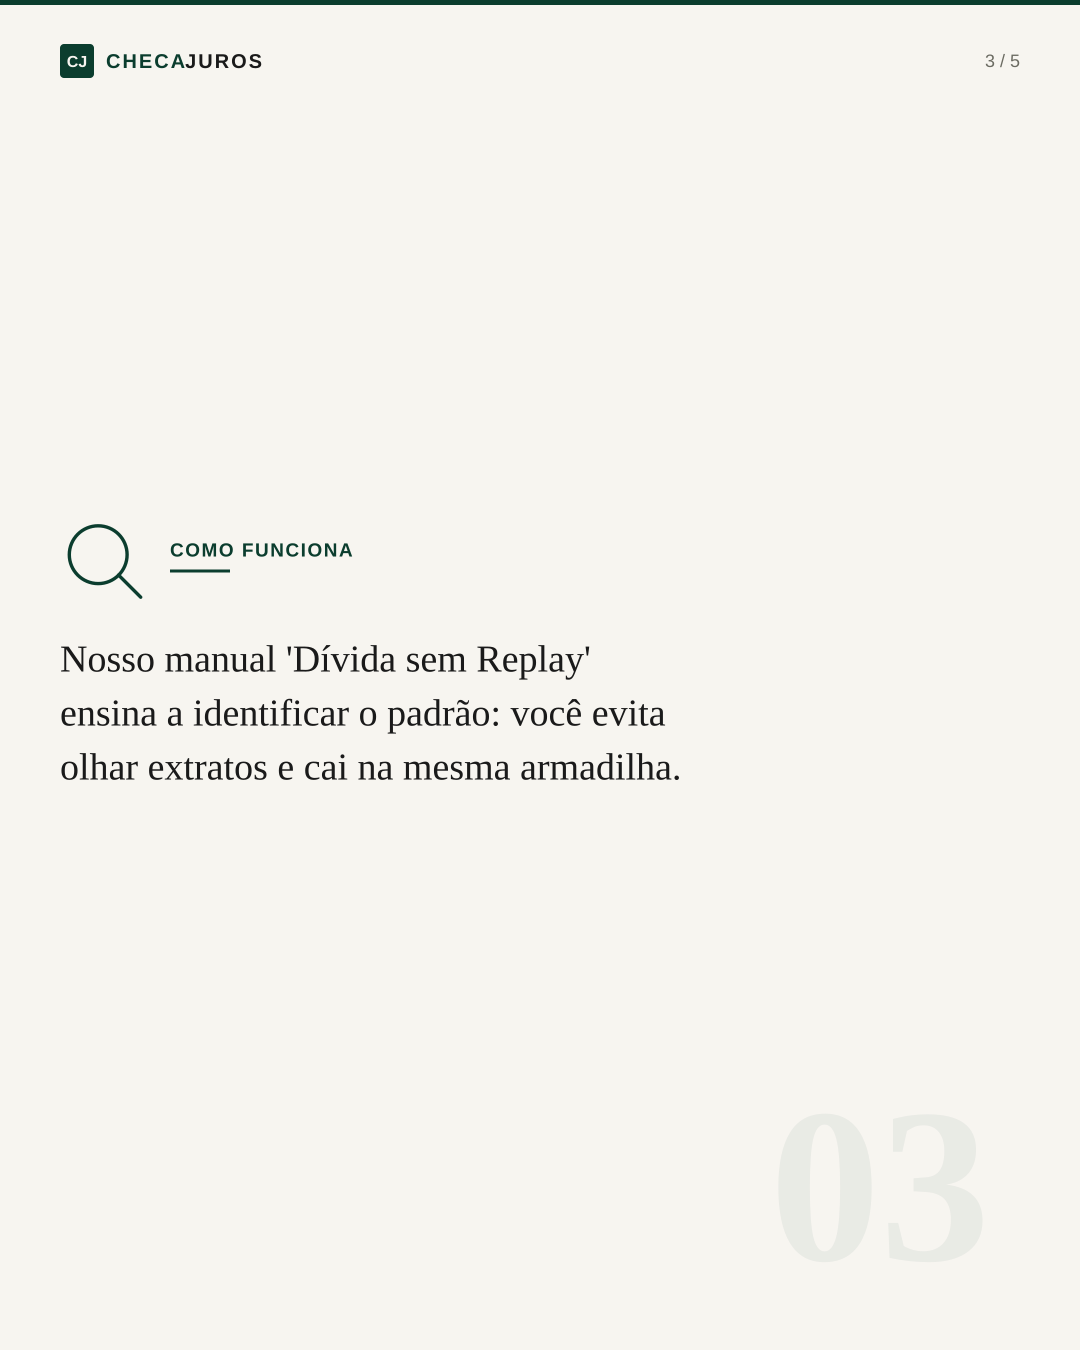 CJ CHECAJUROS
3 / 5
COMO FUNCIONA
Nosso manual 'Dívida sem Replay'
ensina a identificar o padrão: você evita
olhar extratos e cai na mesma armadilha.
03